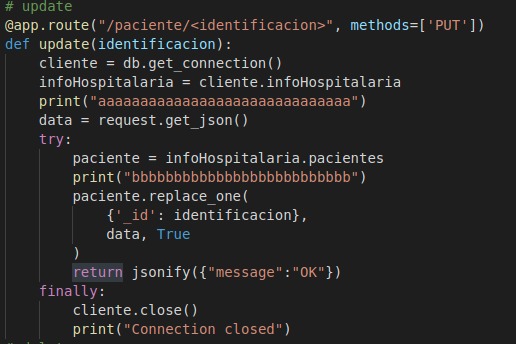 # update
@app.route("/paciente/<identificacion>", methods=['PUT'])
def update(identificacion):
cliente = db.get_connection()
infoHospitalaria = cliente.infoHospitalaria
print("aaaaaaaaaaaaaaaaaaaaaaaaaaaaaa")
data = request.get_json()
try:
paciente = infoHospitalaria.pacientes
print("bbbbbbbbbbbbbbbbbbbbbbbbbb")
paciente.replace_one(
{'_id': identificacion},
data, True
)
return jsonify({"message":"OK"})
finally:
cliente.close()
print("Connection closed")